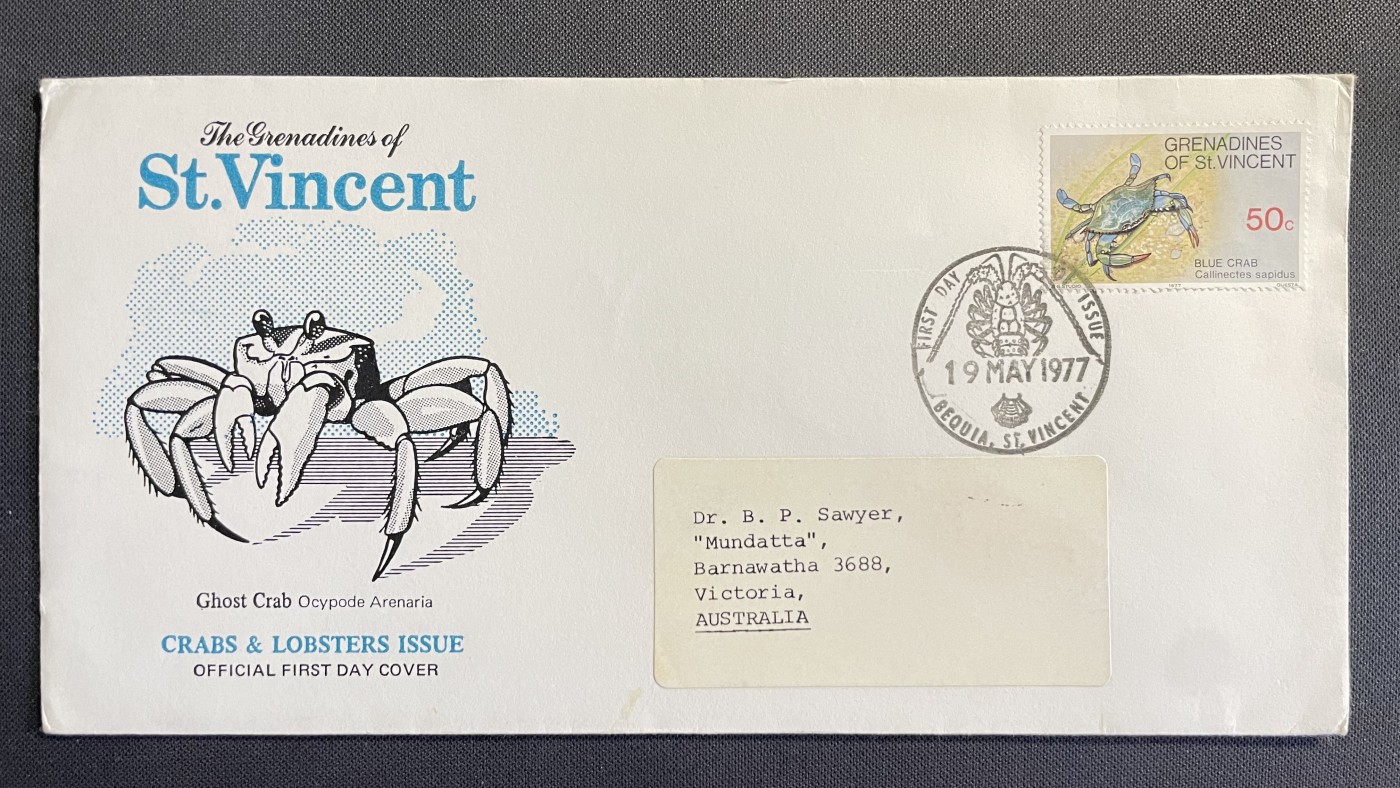 The Grenadines of
St.Vincent
Ghost Crab Ocypode Arenaria
CRABS & LOBSTERS ISSUE
OFFICIAL FIRST DAY COVER
GRENADINES
OF St.VINCENT
50c
BLUE CRAB
Callinectes sapidus
1977
QUESTA
FIRST DAY OF ISSUE
19 MAY 1977
BEQUIA, ST. VINCENT
Dr. B. P. Sawyer,
"Mundatta",
Barnawatha 3688,
Victoria,
AUSTRALIA